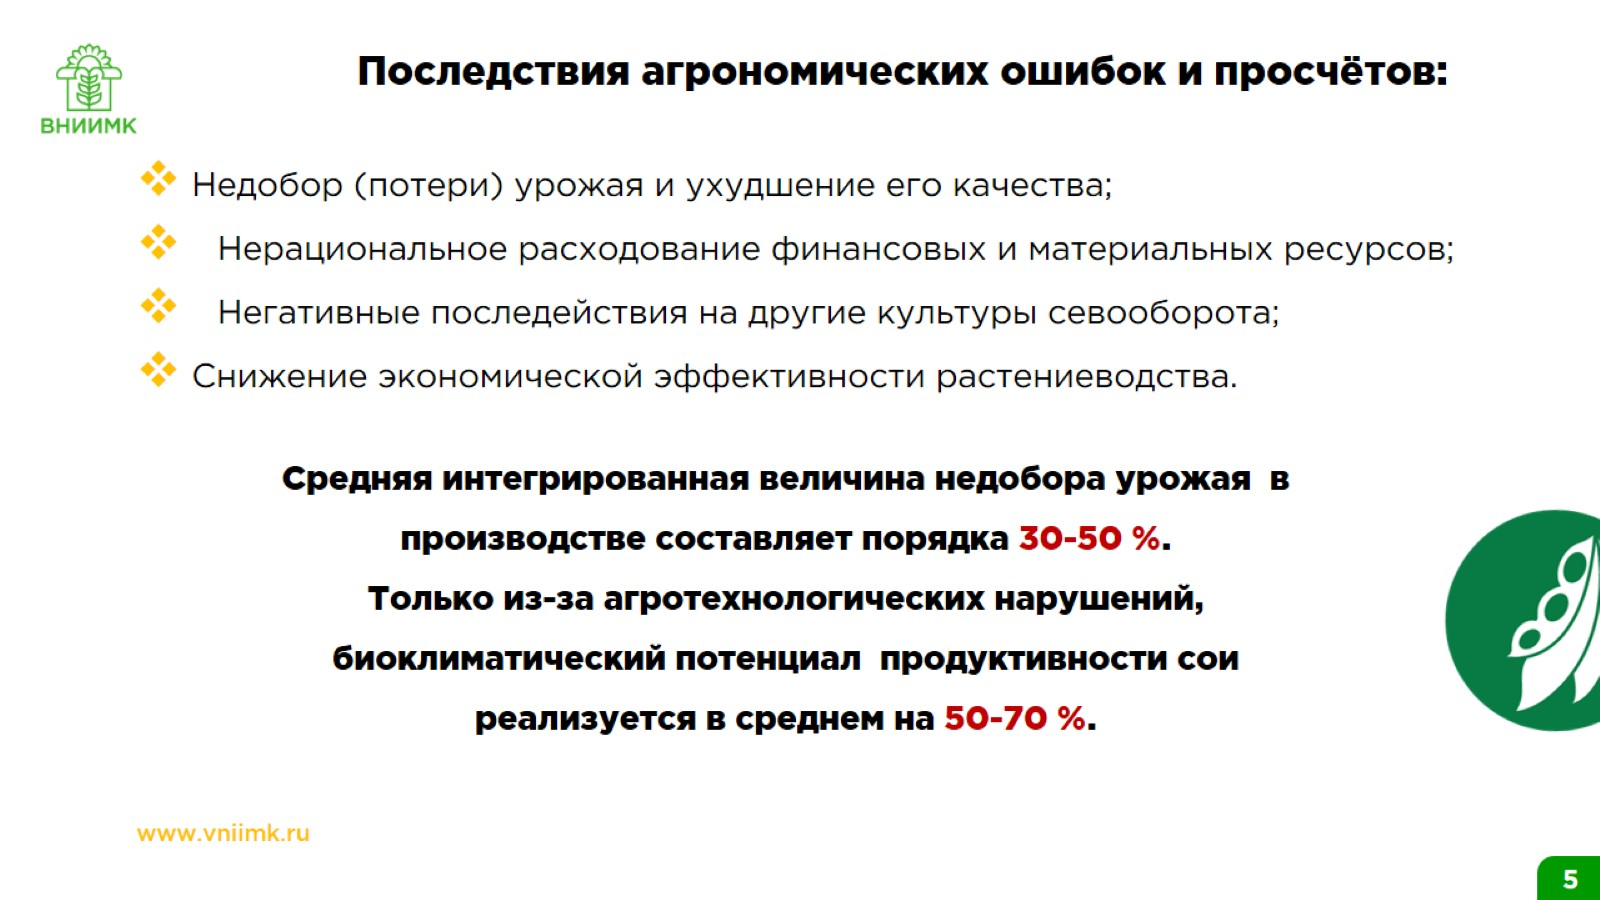 Последствия агрономических ошибок и просчётов:
ВНИИМК
Недобор (потери) урожая и ухудшение его качества;
Нерациональное расходование финансовых и материальных ресурсов;
Негативные последействия на другие культуры севооборота;
Снижение экономической эффективности растениеводства.
Средняя интегрированная величина недобора урожая в
производстве составляет порядка 30-50 %.
Только из-за агротехнологических нарушений,
биоклиматический потенциал продуктивности сои
реализуется в среднем на 50-70 %.
www.vniimk.ru
5